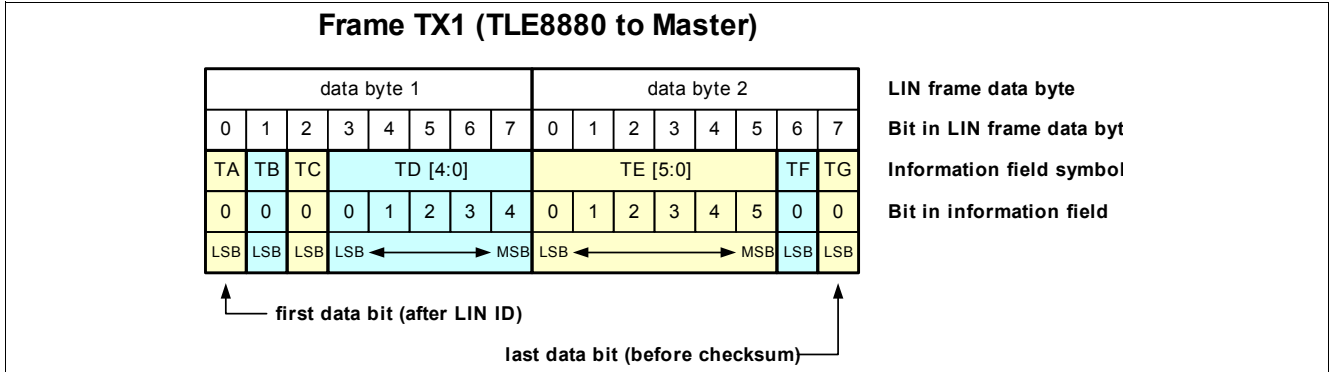 Frame TX1 (TLE8880 to Master)
data byte 1 data byte 2 LIN frame data byte
0 1 2 3 4 5 6 7 0 1 2 3 4 5 6 7 Bit in LIN frame data byt
TA TB TC TD [4:0] TE [5:0] TF TG Information field symbol
0 0 0 0 1 2 3 4 0 1 2 3 4 5 0 0 Bit in information field
LSB LSB LSB LSB MSB LSB MSB LSB LSB
first data bit (after LIN ID)
last data bit (before checksum)